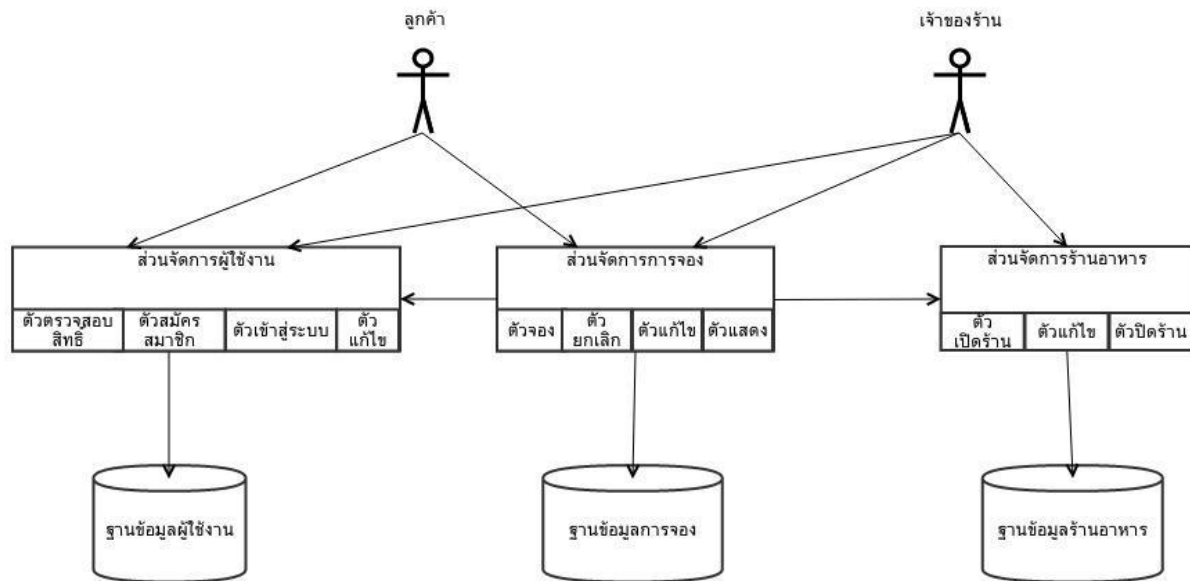 ลูกค้า
เจ้าของร้าน
ส่วนจัดการผู้ใช้งาน
ส่วนจัดการการจอง
ส่วนจัดการร้านอาหาร
ตัวตรวจสอบ
สิทธิ์
ตัวสมัคร
สมาชิก
ตัวเข้าสู่ระบบ
ตัว
แก้ไข
ตัวจอง
ตัว
ยกเลิก
ตัวแก้ไข
ตัวแสดง
ตัว
เปิดร้าน
ตัวแก้ไข
ตัวปิดร้าน
ฐานข้อมูลผู้ใช้งาน
ฐานข้อมูลการจอง
ฐานข้อมูลร้านอาหาร